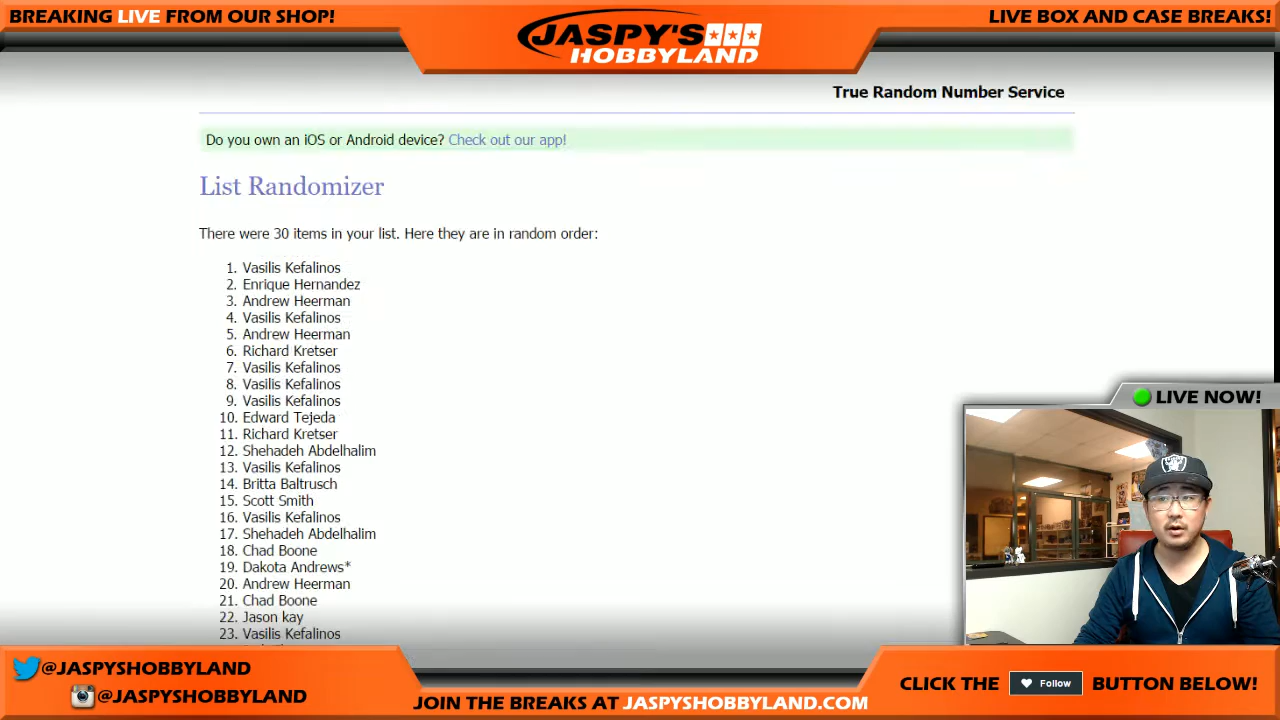 BREAKING LIVE FROM OUR SHOP!
JASPY'S
HOBBYLAND
LIVE BOX AND CASE BREAKS!
True Random Number Service
Do you own an iOS or Android device? Check out our app!
List Randomizer
There were 30 items in your list. Here they are in random order:
1. Vasilis Kefalinos
2. Enrique Hernandez
3. Andrew Heerman
4. Vasilis Kefalinos
5. Andrew Heerman
6. Richard Kretser
7. Vasilis Kefalinos
8. Vasilis Kefalinos
9. Vasilis Kefalinos
10. Edward Tejeda
11. Richard Kretser
12. Shehadeh Abdelhalim
13. Vasilis Kefalinos
14. Britta Baltrusch
15. Scott Smith
16. Vasilis Kefalinos
17. Shehadeh Abdelhalim
18. Chad Boone
19. Dakota Andrews*
20. Andrew Heerman
21. Chad Boone
22. Jason kay
23. Vasilis Kefalinos
LIVE NOW!
@JASPYSHOBBYLAND
@JASPYSHOBBYLAND
JOIN THE BREAKS AT JASPYSHOBBYLAND.COM
CLICK THE Follow BUTTON BELOW!